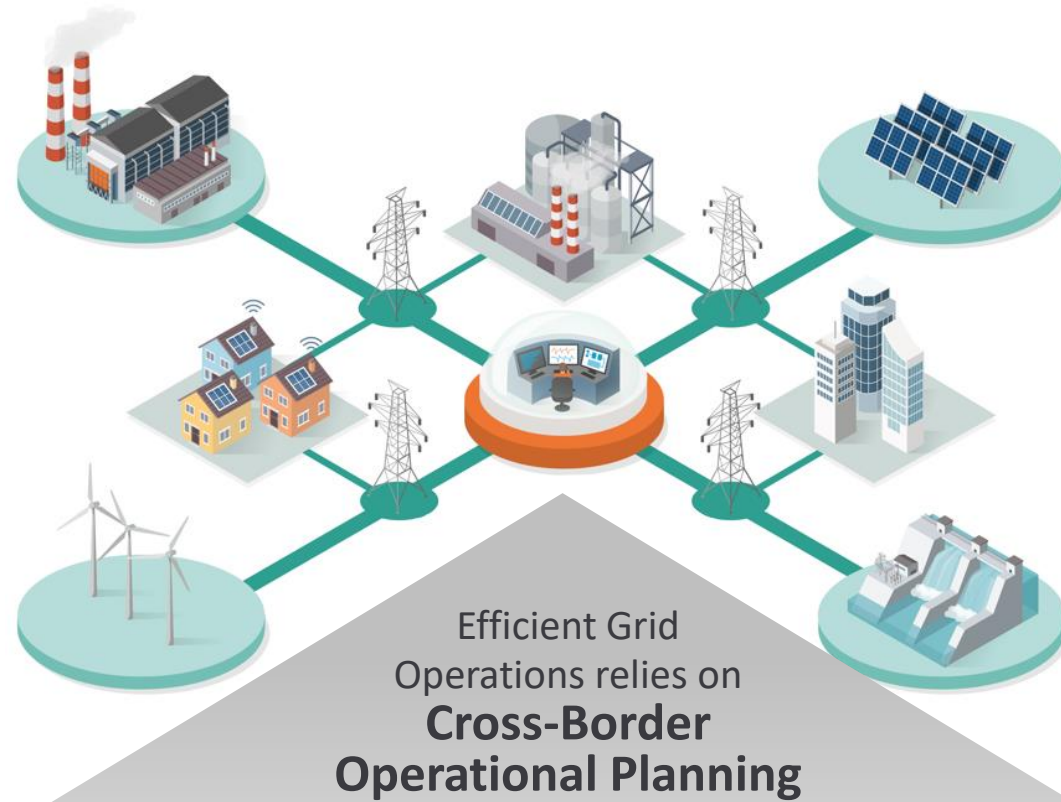 Efficient Grid
Operations relies on
Cross-Border
Operational Planning